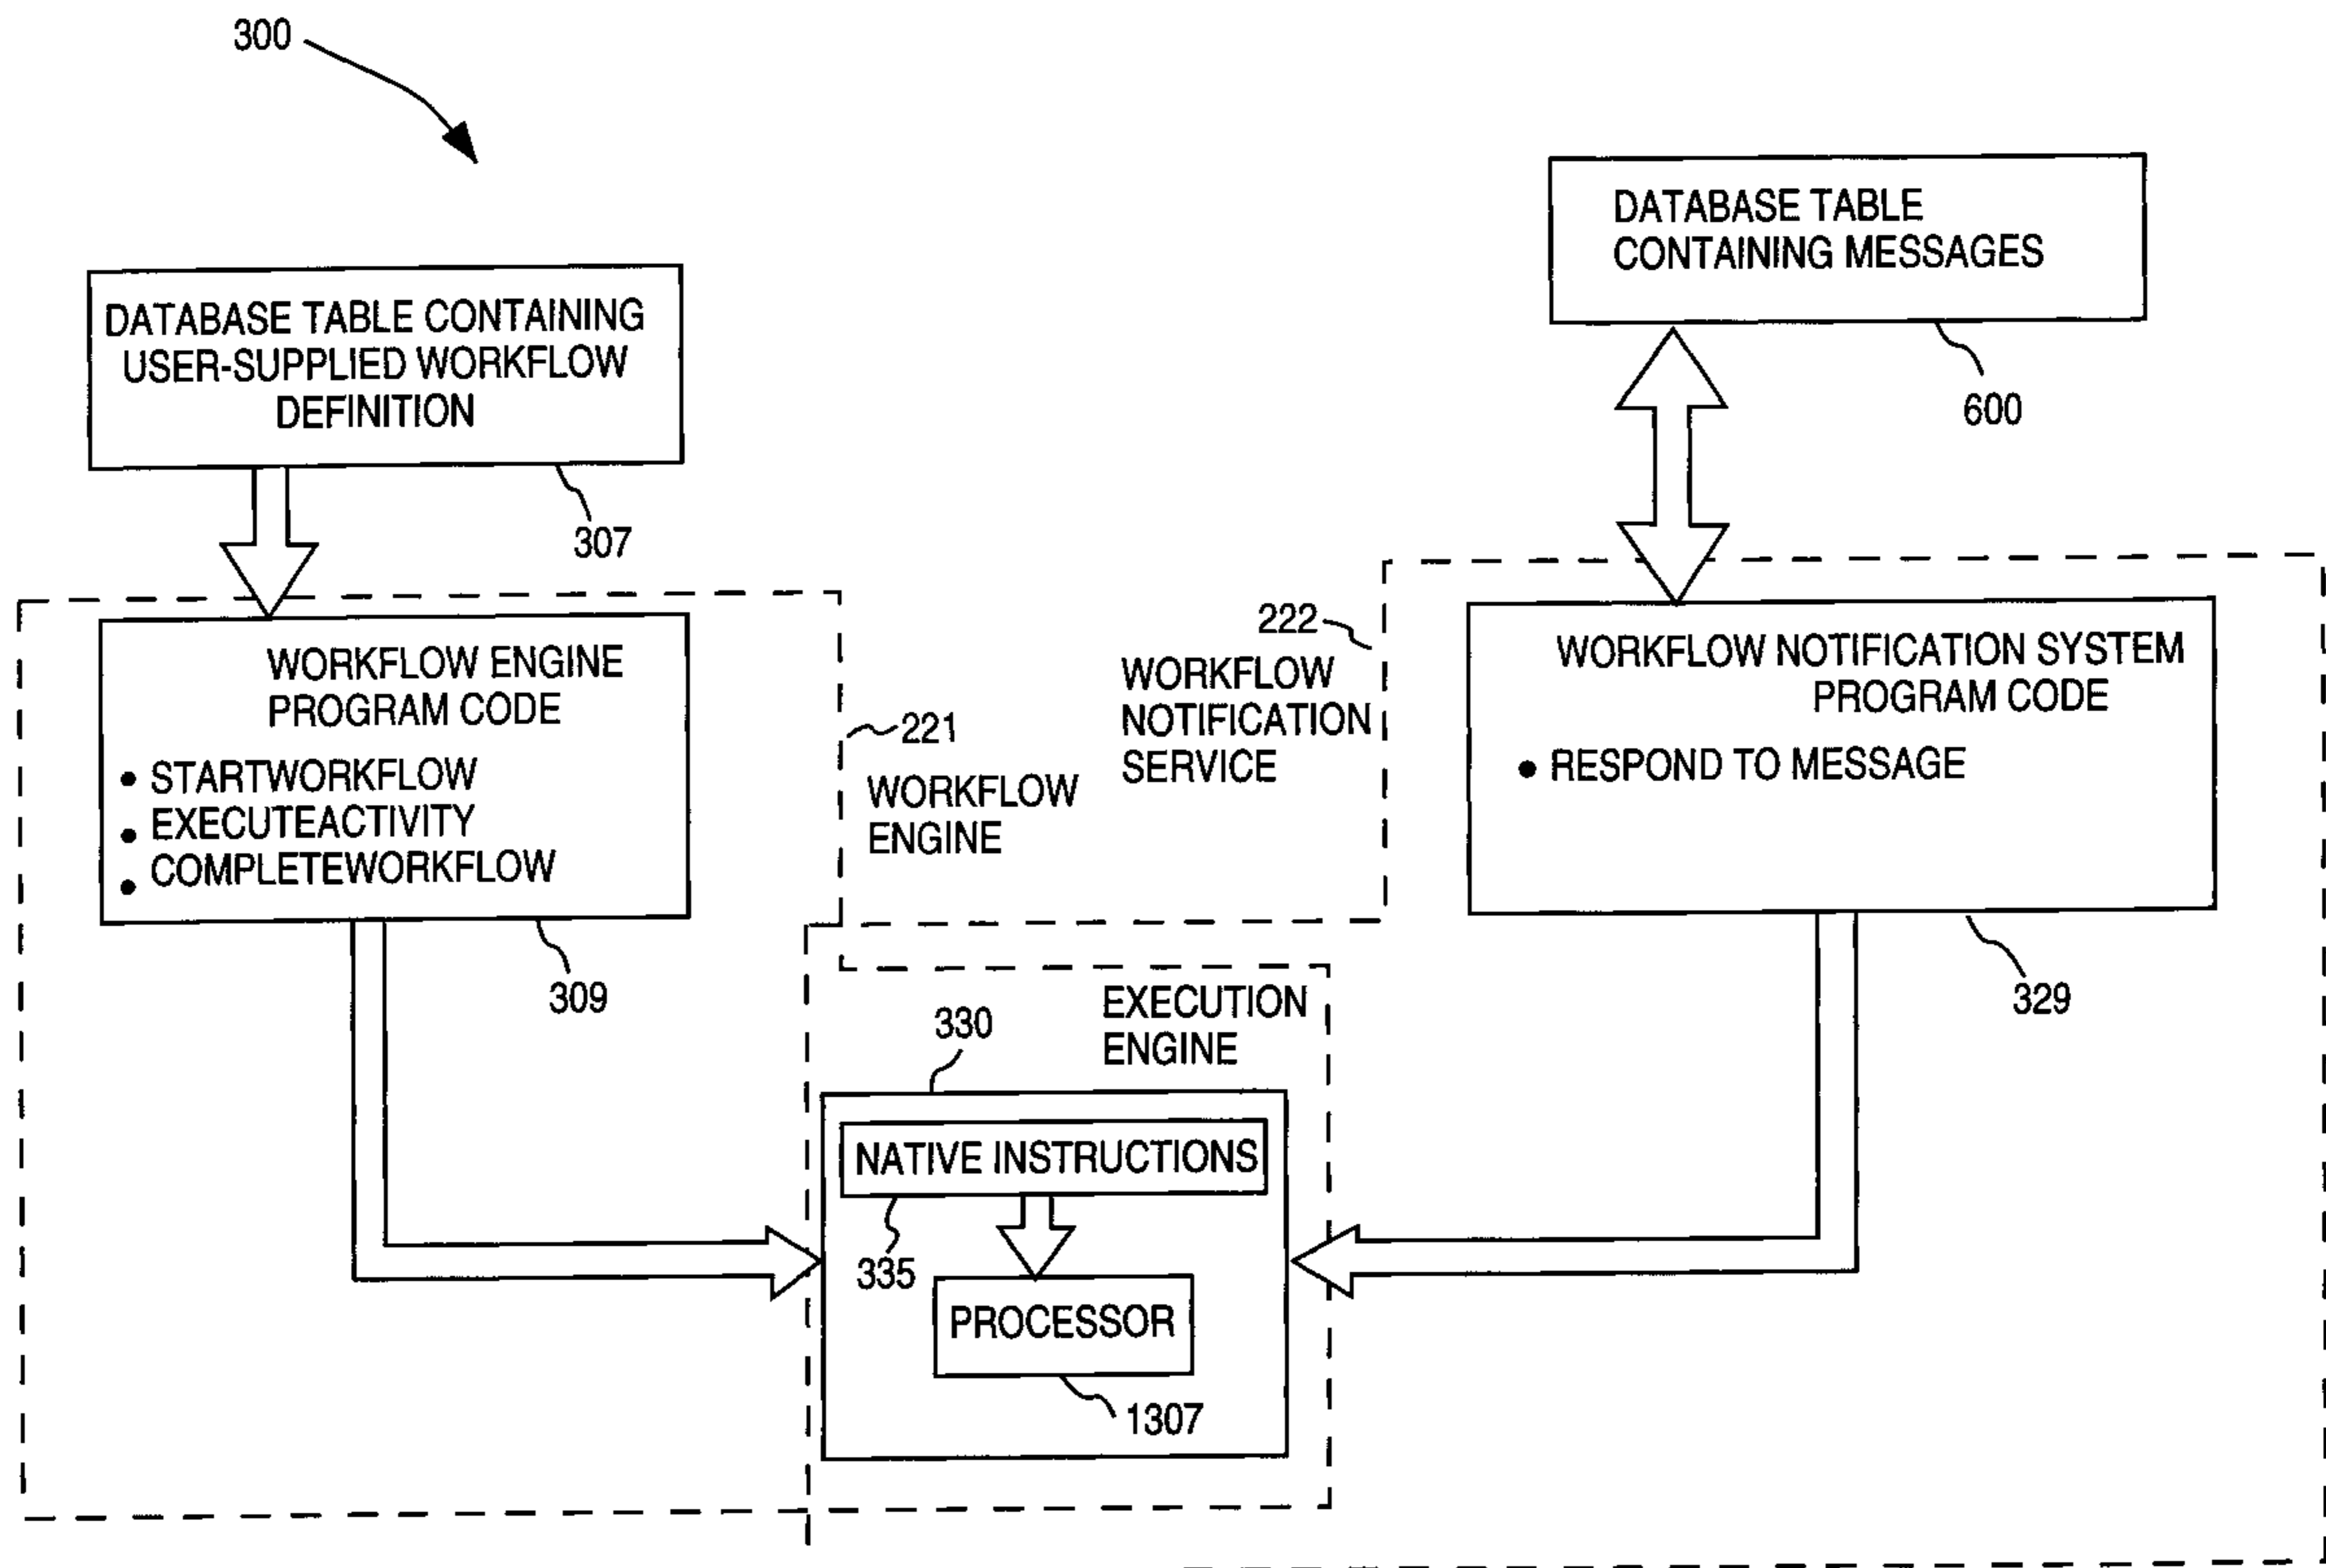 300
DATABASE TABLE
CONTAINING MESSAGES
600
DATABASE TABLE CONTAINING
USER-SUPPLIED WORKFLOW
DEFINITION
307
WORKFLOW ENGINE
PROGRAM CODE
• STARTWORKFLOW
• EXECUTEACTIVITY
• COMPLETEWORKFLOW
309
221
WORKFLOW
ENGINE
222
WORKFLOW
NOTIFICATION
SERVICE
WORKFLOW NOTIFICATION SYSTEM
PROGRAM CODE
• RESPOND TO MESSAGE
329
330
EXECUTION
ENGINE
NATIVE INSTRUCTIONS
335
PROCESSOR
1307